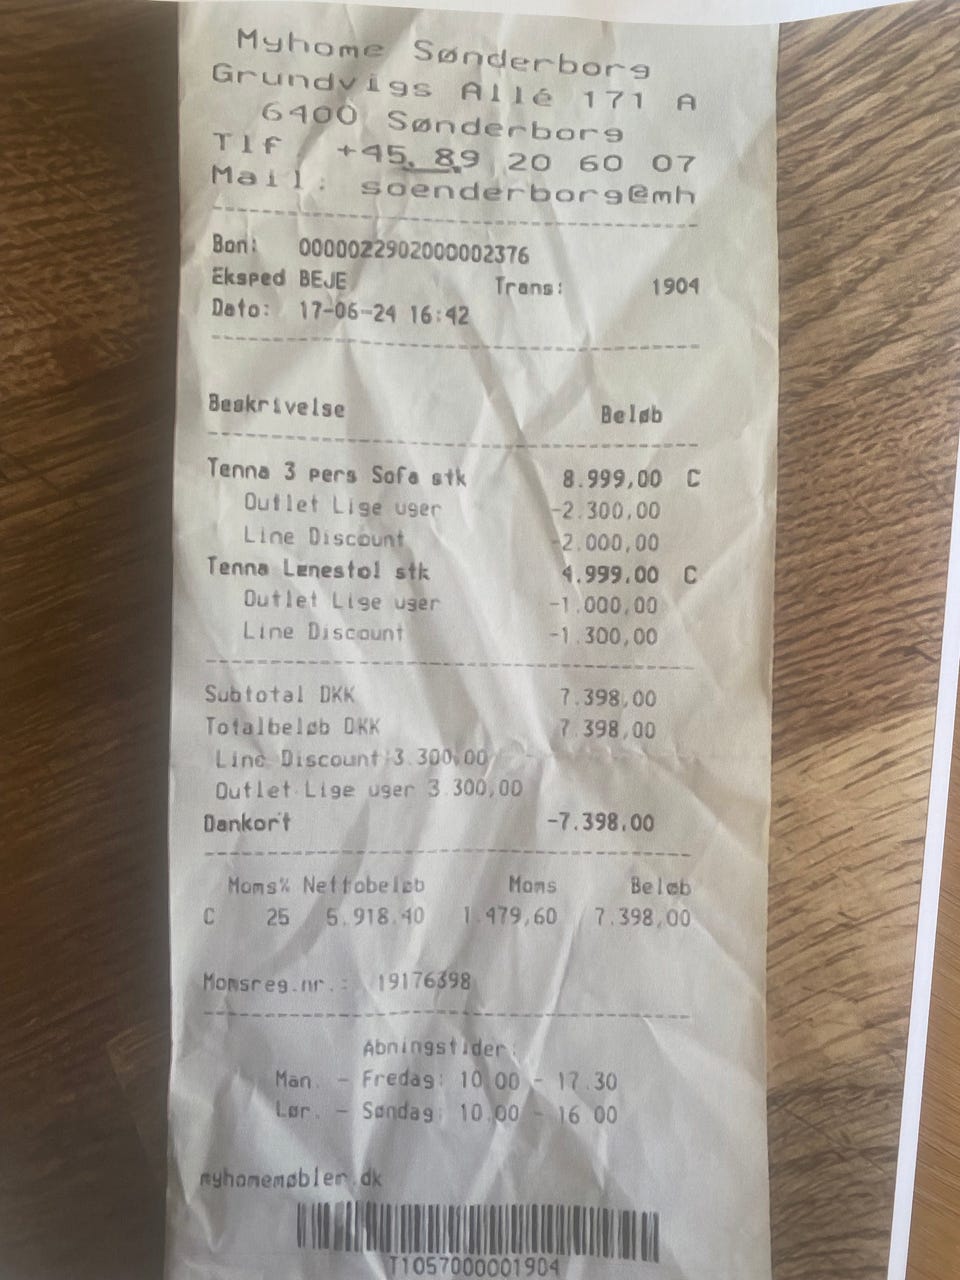 Myhome Sønderborg
Grundvigs Allé 171 A
6400 Sønderborg
Tlf +45. 89 20 60 07
Mail: soenderborg@mh
Bon: 0000022902000002376
Eksped BEJE Trans: 1904
Dato: 17-06-24 16:42
Beskrivelse Beløb
Tenna 3 pers Sofa stk 8.999,00 C
Outlet Lige uger -2.300,00
Line Discount -2.000,00
Tenna Lænestol stk 4.999,00 C
Outlet Lige uger -1.000,00
Line Discount -1.300,00
Subtotal DKK 7.398,00
Totalbeløb DKK 7.398,00
Line Discount 3.300,00
Outlet Lige uger 3.300,00
Dankort -7.398,00
Moms% Nettobeløb Moms Beløb
C 25 5.918,40 1.479,60 7.398,00
Momsreg.nr.: 19176398
Åbningstider:
Man. - Fredag: 10.00 - 17.30
Lør. - Søndag: 10.00 - 16.00
myhomemøbler.dk
T1057000001904